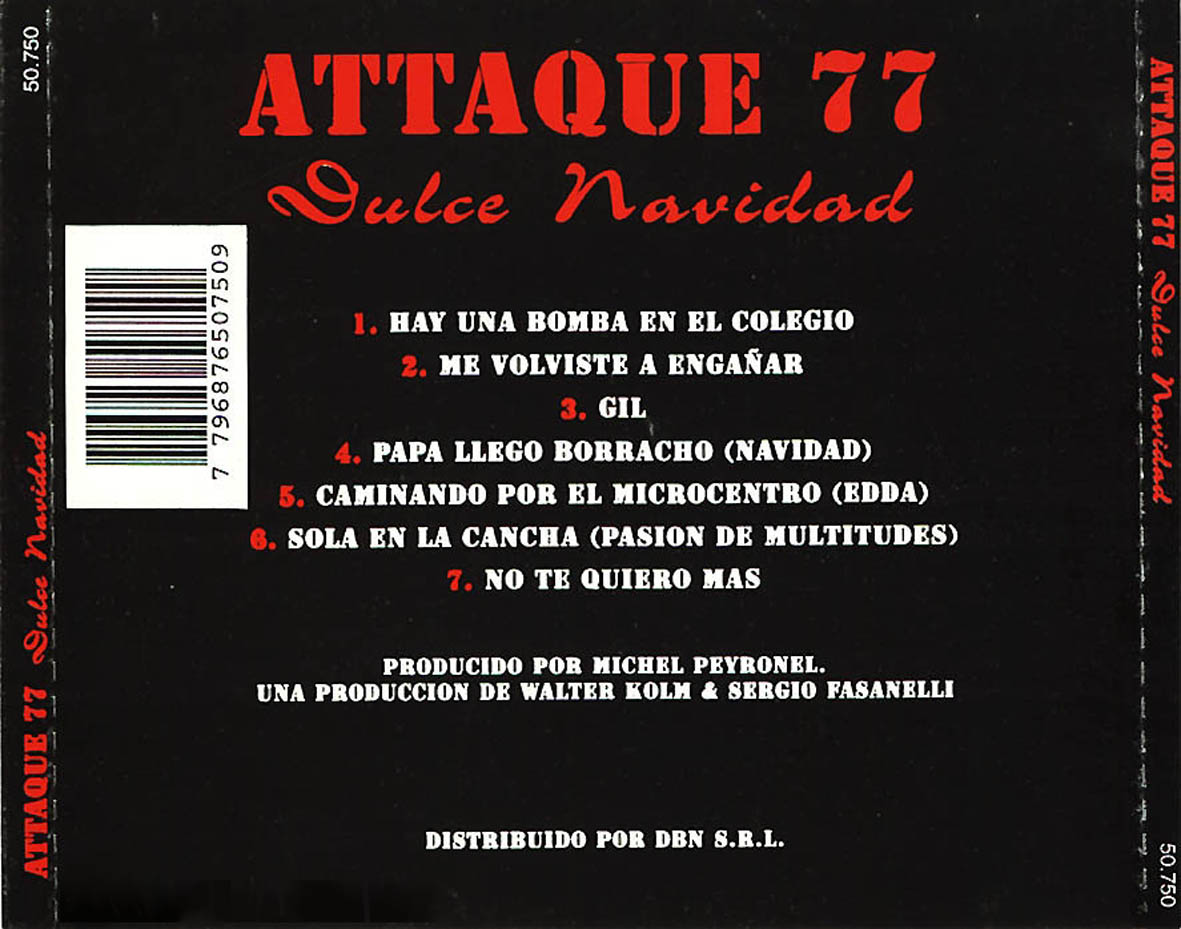 50.750
ATTAQUE 77
Dulce Navidad
7 796876 507509
1. HAY UNA BOMBA EN EL COLEGIO
2. ME VOLVISTE A ENGAÑAR
3. GIL
4. PAPA LLEGO BORRACHO (NAVIDAD)
5. CAMINANDO POR EL MICROCENTRO (EDDA)
6. SOLA EN LA CANCHA (PASION DE MULTITUDES)
7. NO TE QUIERO MAS
PRODUCIDO POR MICHEL PEYRONEL.
UNA PRODUCCION DE WALTER KOLM & SERGIO FASANELLI
DISTRIBUIDO POR DBN S.R.L.
ATTAQUE 77 Dulce Navidad
ATTAQUE 77 Dulce Navidad
50.750